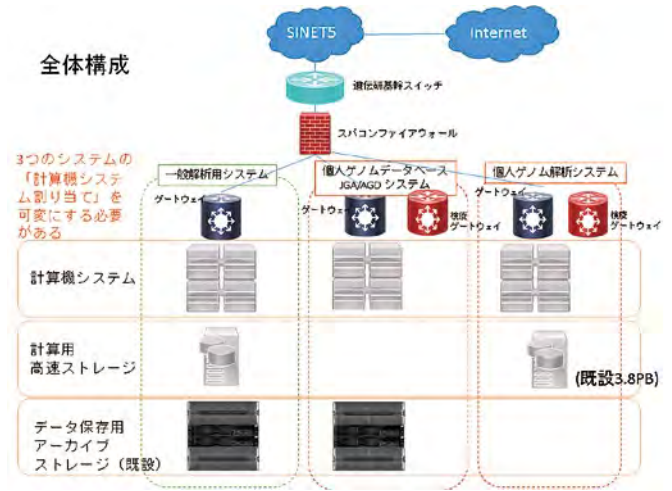 SINET5
Internet
全体構成
遺伝研基幹スイッチ
スパコンファイアウォール
3つのシステムの
「計算機システ
ム割り当て」を
可変にする必要
がある
一般解析用システム
個人ゲノムデータベース
JGA/AGD システム
個人ゲノム解析システム
ゲートウェイ
ゲートウェイ
検疫
ゲートウェイ
ゲートウェイ
検疫
ゲートウェイ
計算機システム
計算用
高速ストレージ
(既設3.8PB)
データ保存用
アーカイブ
ストレージ（既設）